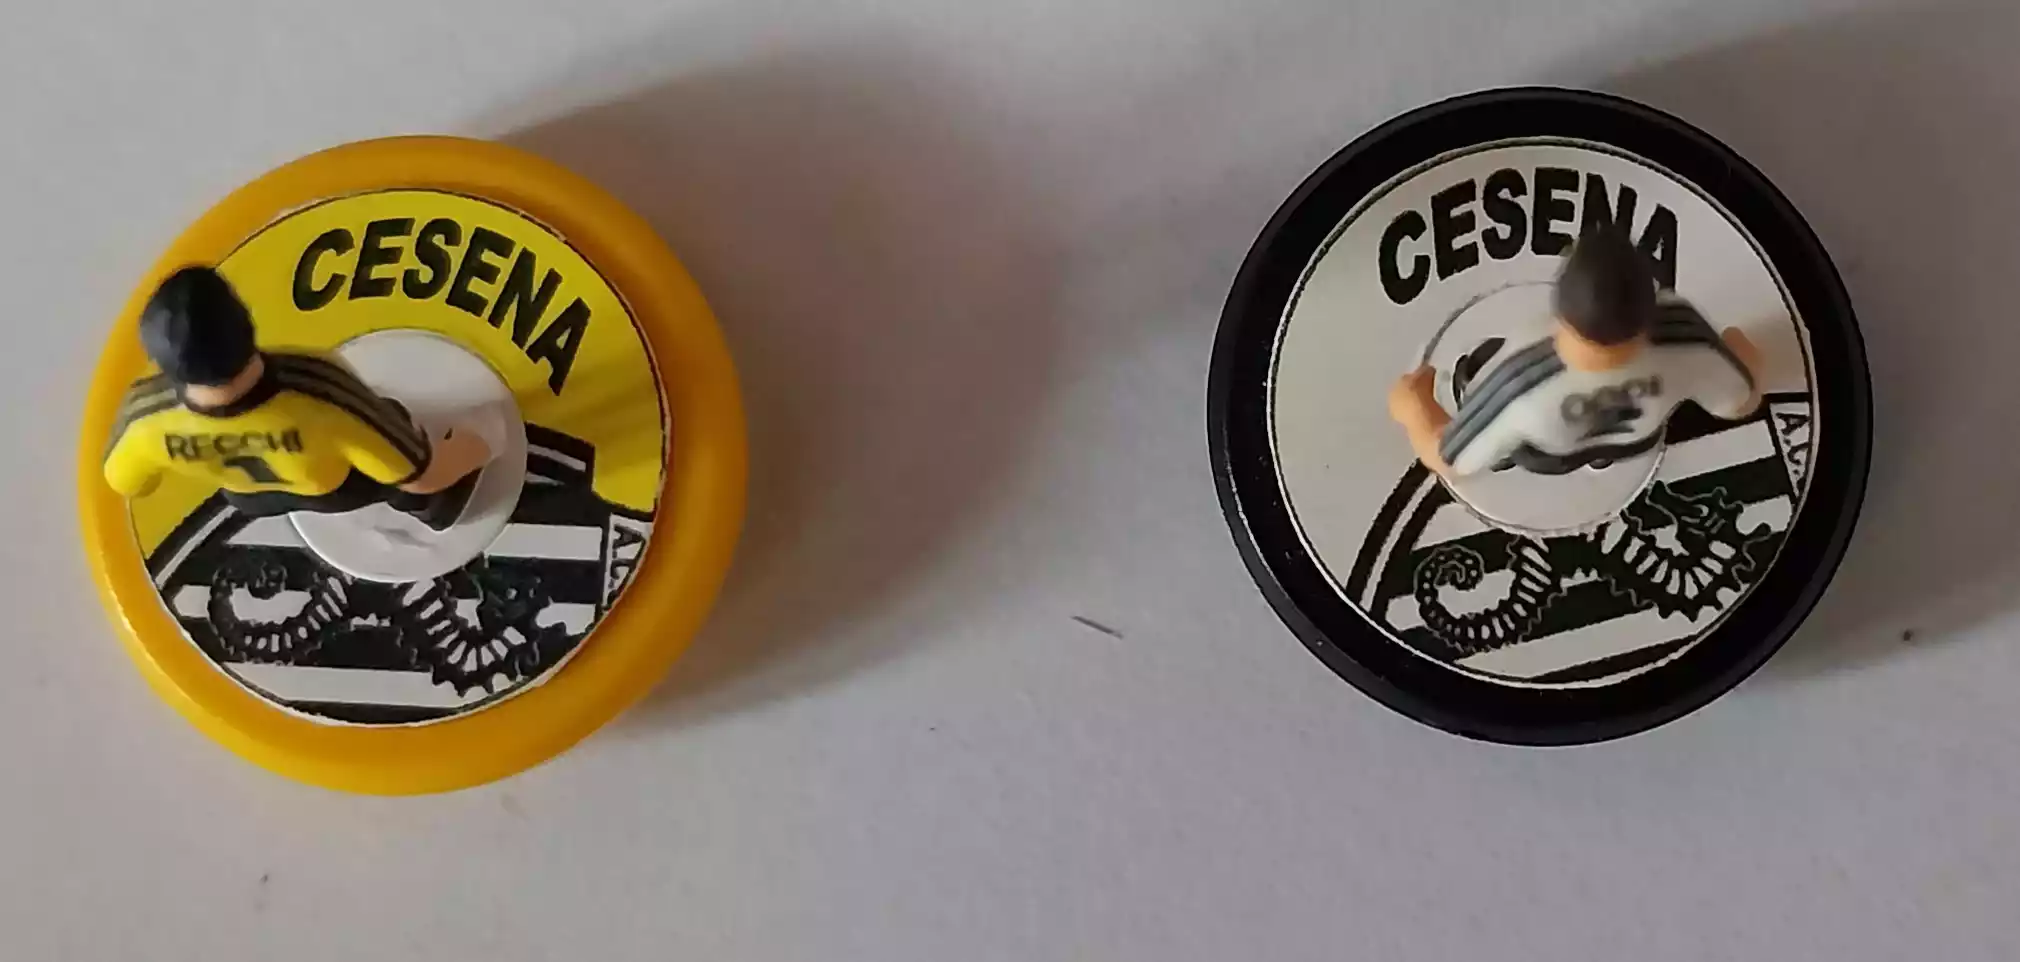 CESENA
RECCHI
1
A.C.
CESENA
A.C.